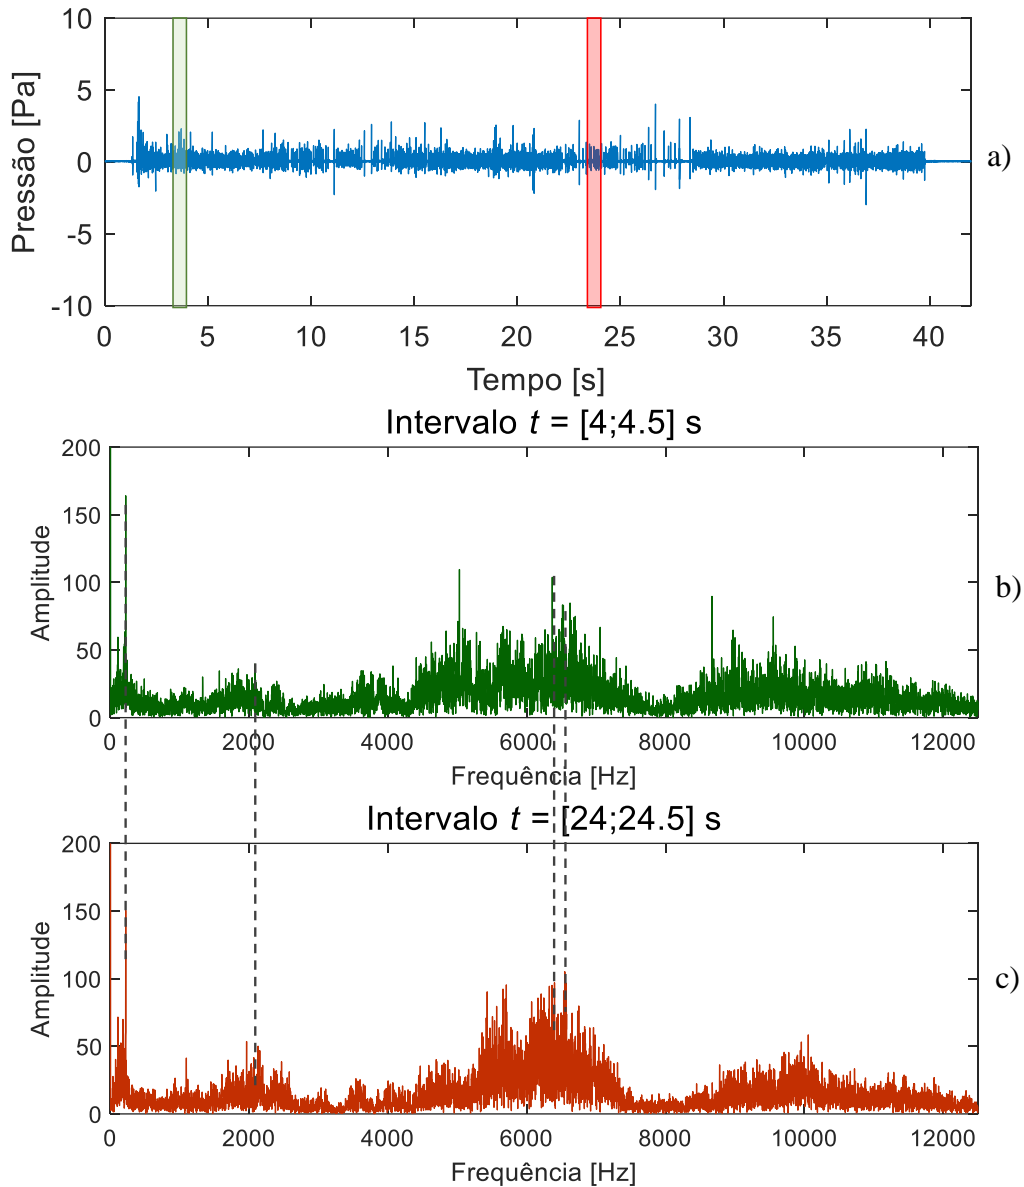 10
5
0
-5
-10
Pressão [Pa]
a)
0 5 10 15 20 25 30 35 40
Tempo [s]
Intervalo t = [4;4.5] s
200
150
100
50
0
Amplitude
b)
0 2000 4000 6000 8000 10000 12000
Frequência [Hz]
Intervalo t = [24;24.5] s
200
150
100
50
0
Amplitude
c)
0 2000 4000 6000 8000 10000 12000
Frequência [Hz]